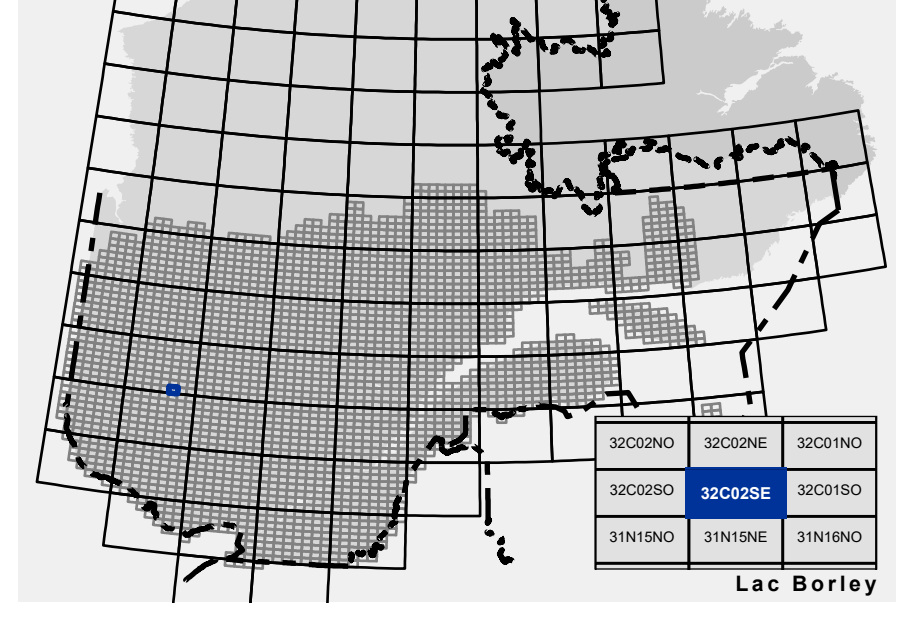 32C02NO 32C02NE 32C01NO
32C02SO 32C02SE 32C01SO
31N15NO 31N15NE 31N16NO
Lac Borley